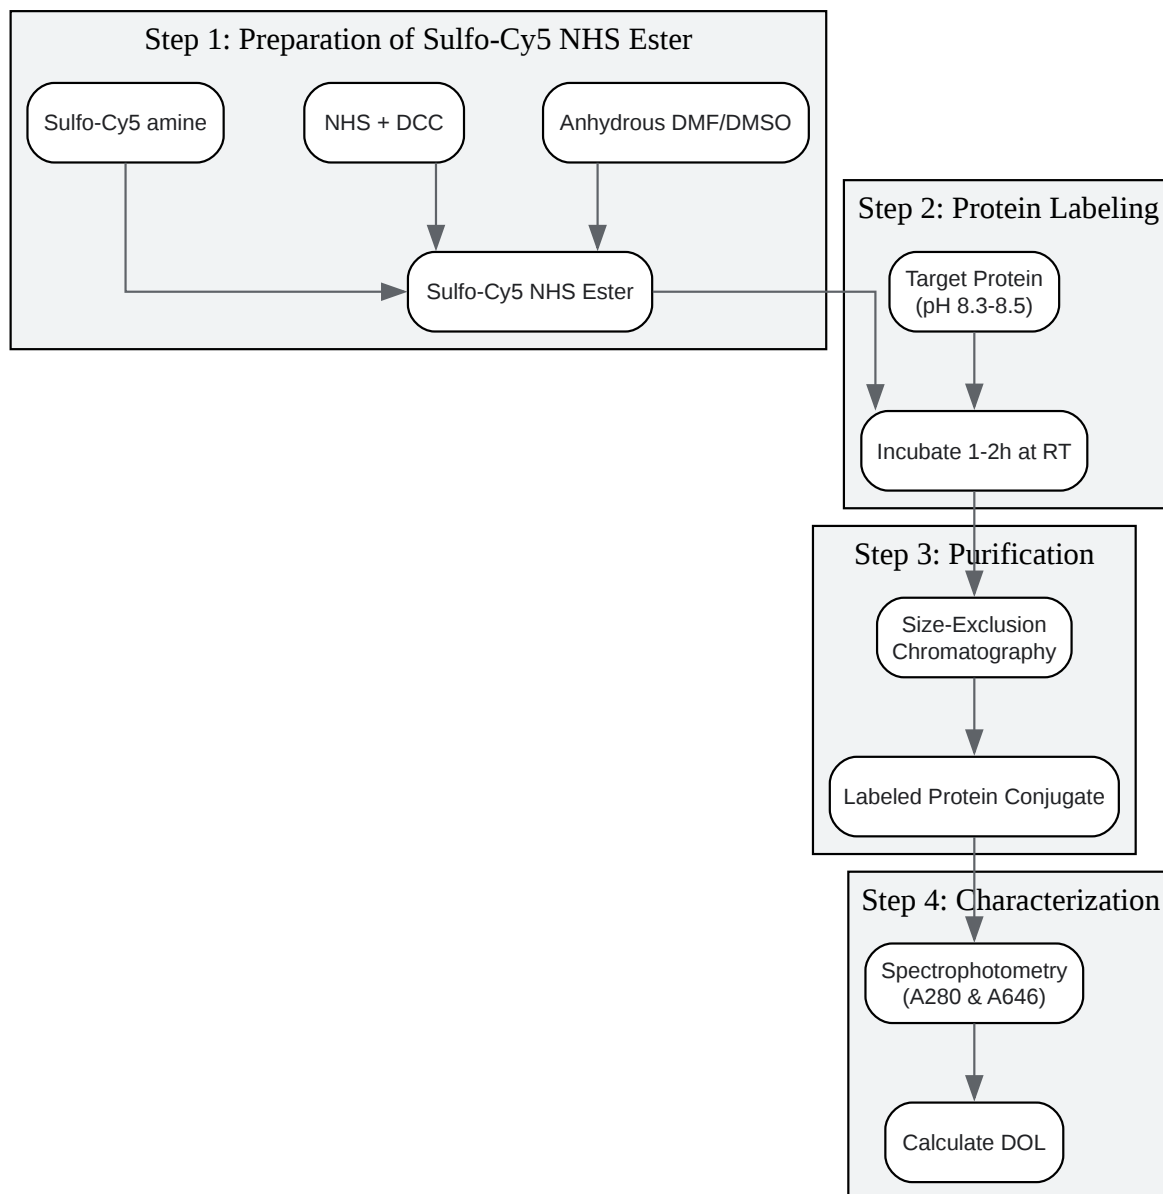 Step 1: Preparation of Sulfo-Cy5 NHS Ester
Sulfo-Cy5 amine
NHS + DCC
Anhydrous DMF/DMSO
Sulfo-Cy5 NHS Ester
Step 2: Protein Labeling
Target Protein
(pH 8.3-8.5)
Incubate 1-2h at RT
Step 3: Purification
Size-Exclusion
Chromatography
Labeled Protein Conjugate
Step 4: Characterization
Spectrophotometry
(A280 & A646)
Calculate DOL